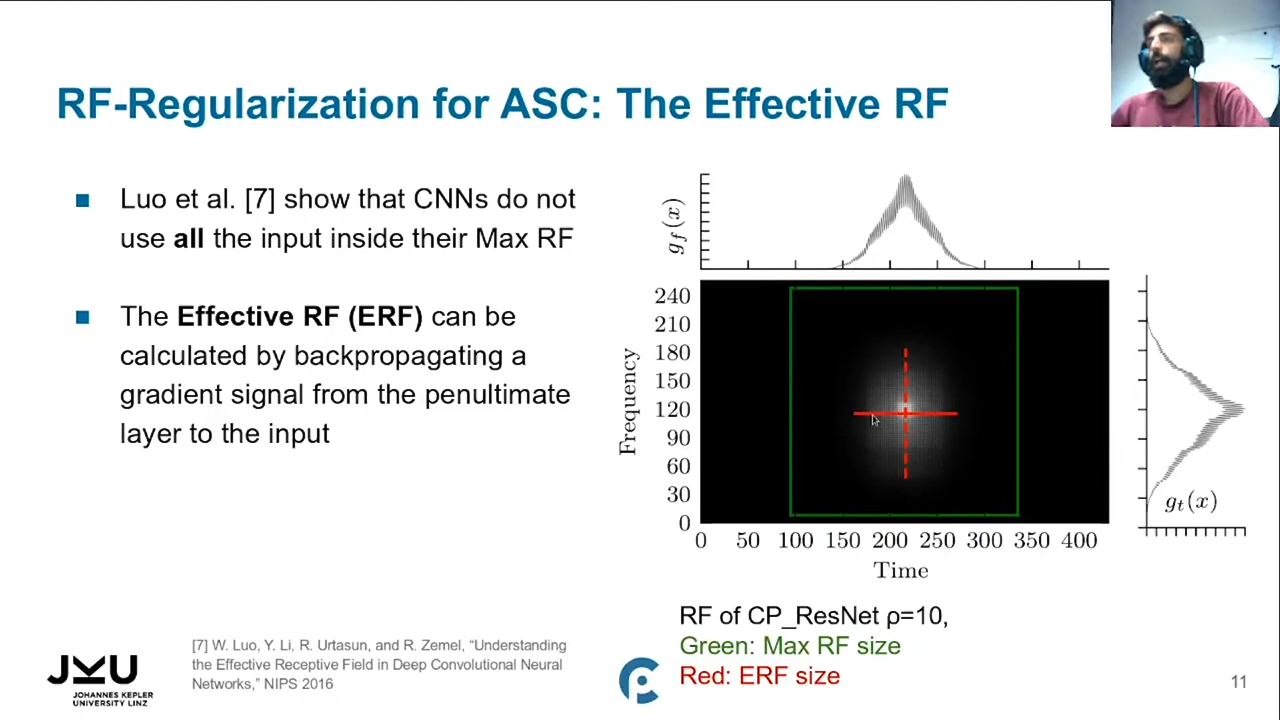 RF-Regularization for ASC: The Effective RF
Luo et al. [7] show that CNNs do not
use all the input inside their Max RF
The Effective RF (ERF) can be
calculated by backpropagating a
gradient signal from the penultimate
layer to the input
g_f(x)
240
210
180
150
120
90
60
30
0
Frequency
0 50 100 150 200 250 300 350 400
Time
g_t(x)
RF of CP_ResNet ρ=10,
Green: Max RF size
Red: ERF size
[7] W. Luo, Y. Li, R. Urtasun, and R. Zemel, “Understanding
the Effective Receptive Field in Deep Convolutional Neural
Networks,” NIPS 2016
JKU
JOHANNES KEPLER
UNIVERSITY LINZ
11